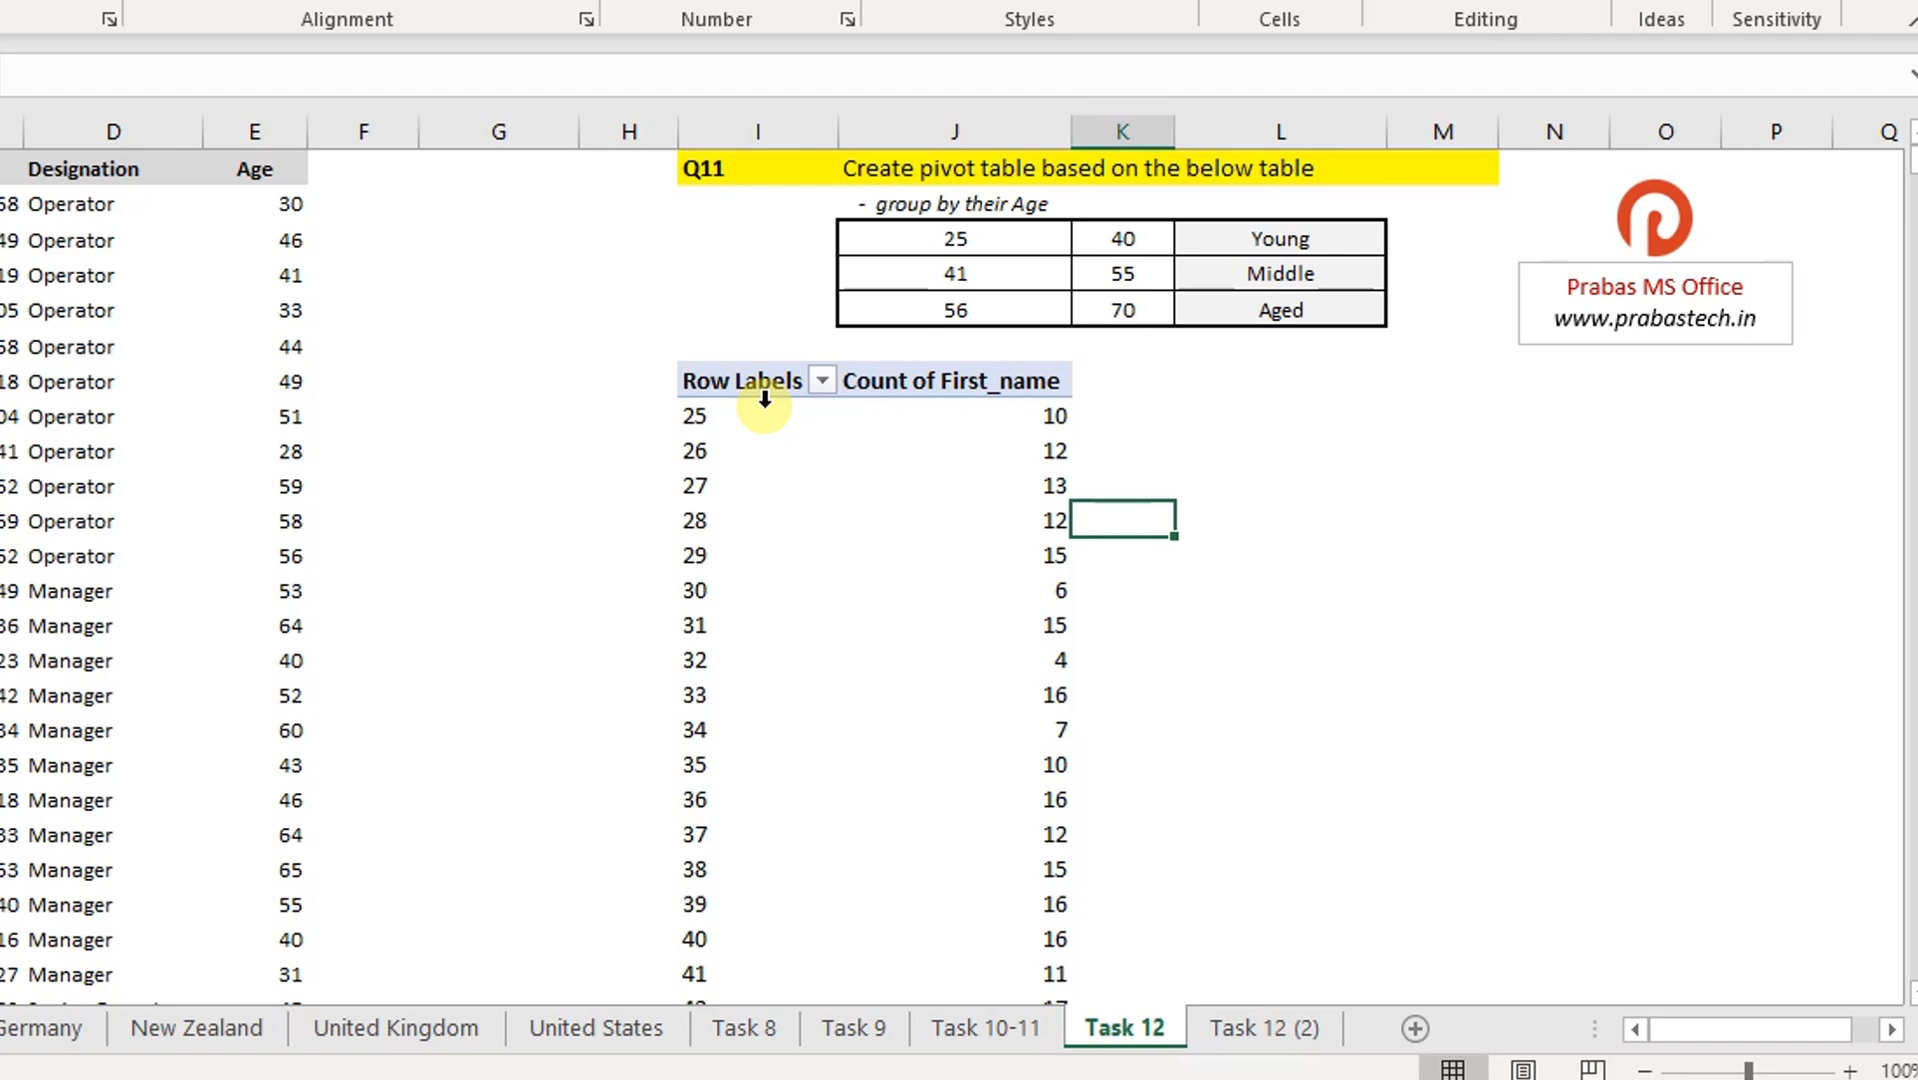 Alignment Number Styles Cells Editing Ideas Sensitivity
D E F G H I J K L M N O P Q
Designation Age Q11 Create pivot table based on the below table
58 Operator 30 - group by their Age
49 Operator 46 25 40 Young
19 Operator 41 41 55 Middle
05 Operator 33 56 70 Aged
Prabas MS Office
www.prabastech.in
58 Operator 44
18 Operator 49 Row Labels Count of First_name
04 Operator 51 25 10
41 Operator 28 26 12
52 Operator 59 27 13
59 Operator 58 28 12
52 Operator 56 29 15
49 Manager 53 30 6
36 Manager 64 31 15
23 Manager 40 32 4
42 Manager 52 33 16
34 Manager 60 34 7
35 Manager 43 35 10
18 Manager 46 36 16
33 Manager 64 37 12
53 Manager 65 38 15
40 Manager 55 39 16
16 Manager 40 40 16
27 Manager 31 41 11
Germany New Zealand United Kingdom United States Task 8 Task 9 Task 10-11 Task 12 Task 12 (2)
100%